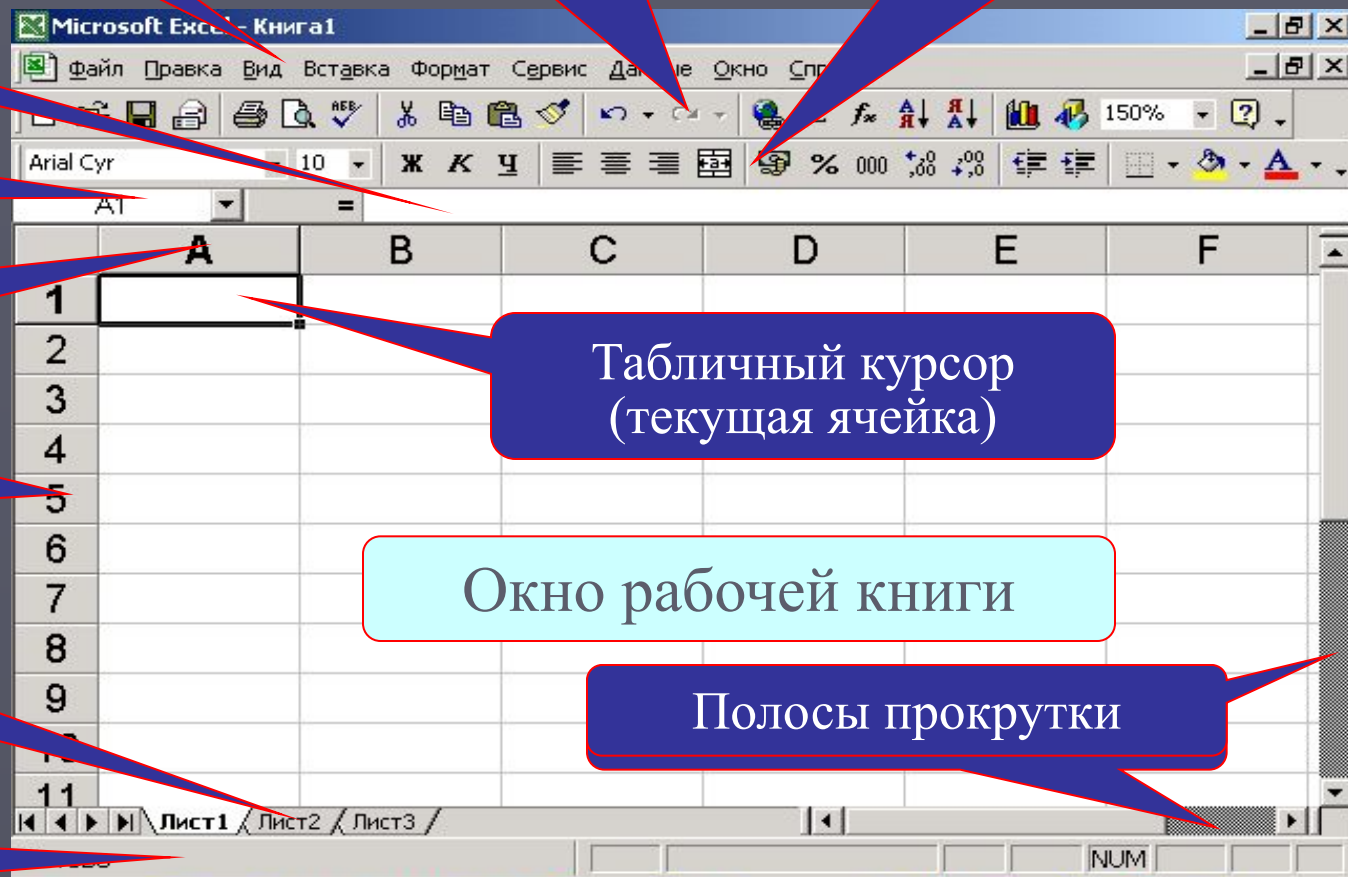 Microsoft Excel - Книга1
Файл Правка Вид Вставка Формат Сервис Данные Окно
150%
Arial Cyr 10 Ж К Ч % 000
A1 =
A B C D E F
1
2
3
4
5
6
7
8
9
11
Табличный курсор
(текущая ячейка)
Окно рабочей книги
Полосы прокрутки
Лист1 Лист2 Лист3
NUM